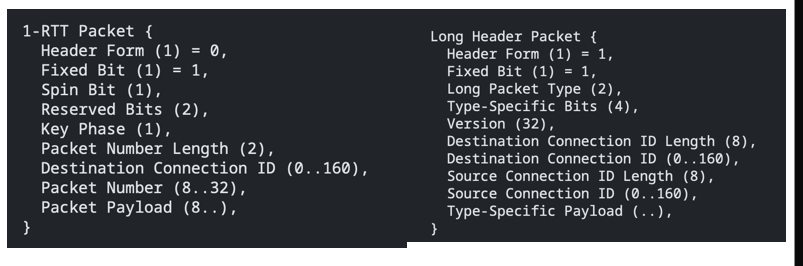 1-RTT Packet {
  Header Form (1) = 0,
  Fixed Bit (1) = 1,
  Spin Bit (1),
  Reserved Bits (2),
  Key Phase (1),
  Packet Number Length (2),
  Destination Connection ID (0..160),
  Packet Number (8..32),
  Packet Payload (8..),
}
Long Header Packet {
  Header Form (1) = 1,
  Fixed Bit (1) = 1,
  Long Packet Type (2),
  Type-Specific Bits (4),
  Version (32),
  Destination Connection ID Length (8),
  Destination Connection ID (0..160),
  Source Connection ID Length (8),
  Source Connection ID (0..160),
  Type-Specific Payload (..),
}